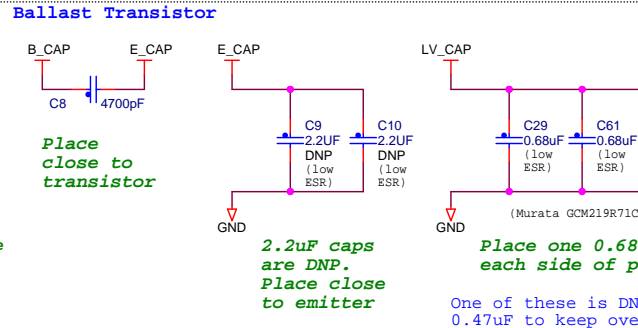 Ballast Transistor
B_CAP
E_CAP
C8
4700pF
Place
close to
transistor
E_CAP
C9
2.2UF
DNP
(low
ESR)
C10
2.2UF
DNP
(low
ESR)
GND
2.2uF caps
are DNP.
Place close
to emitter
LV_CAP
C29
0.68uF
(low
ESR)
C61
0.68uF
(low
ESR)
(Murata GCM219R71C
GND
Place one 0.68
each side of p
One of these is DN
0.47uF to keep ove
e